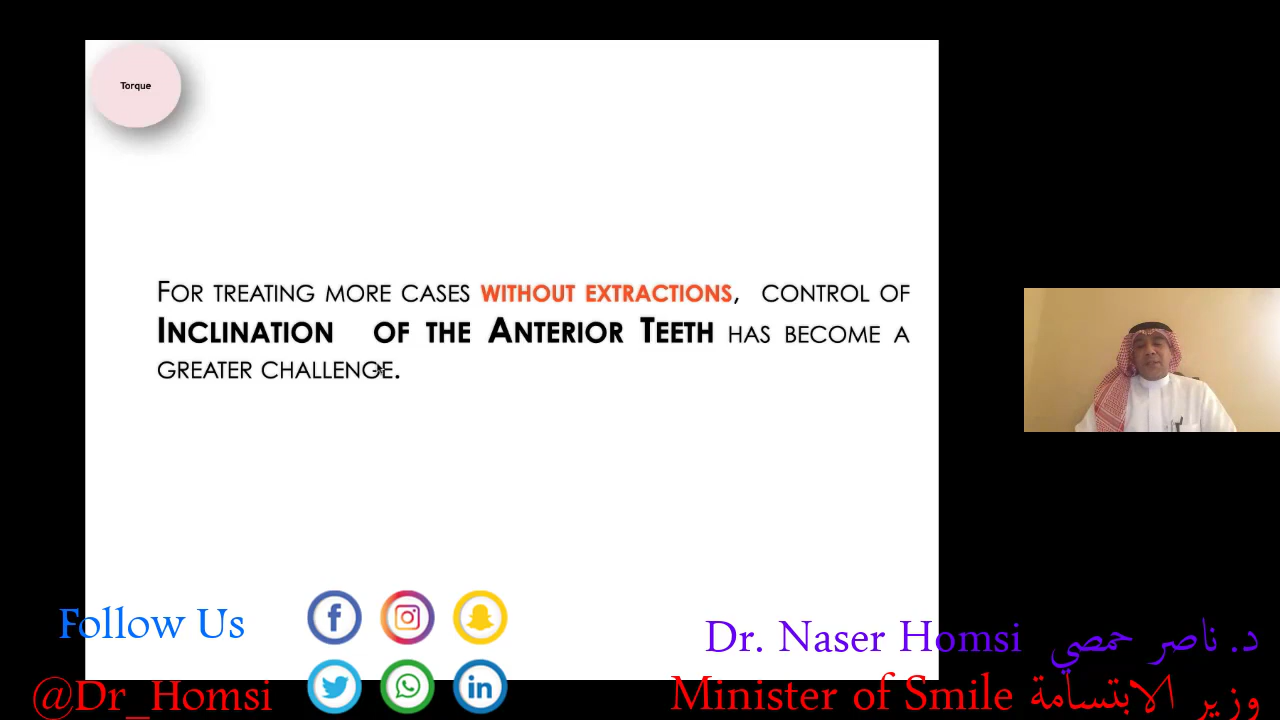 Torque
FOR TREATING MORE CASES WITHOUT EXTRACTIONS, CONTROL OF
INCLINATION OF THE ANTERIOR TEETH HAS BECOME A
GREATER CHALLENGE.
Follow Us
@Dr_Homsi
Dr. Naser Homsi د. ناصر حمصي
Minister of Smile وزير الابتسامة